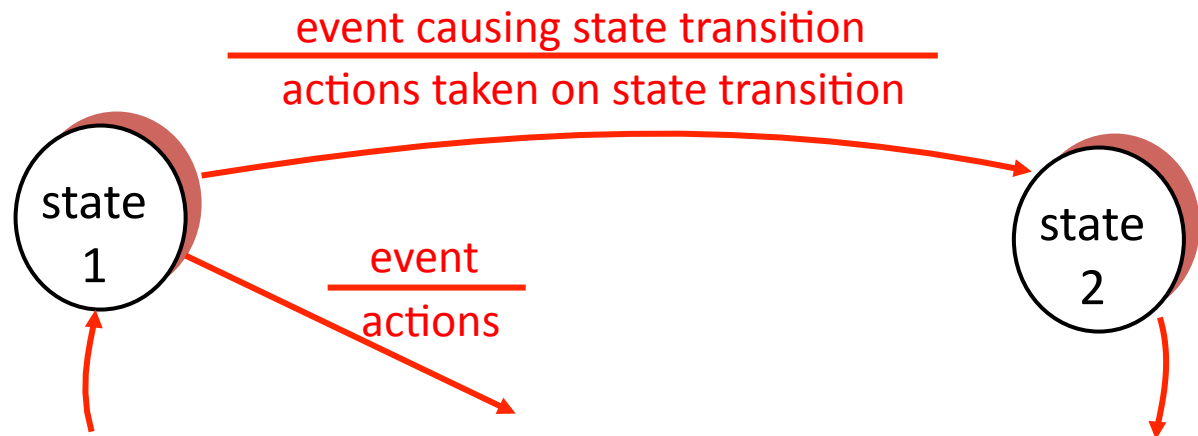 event causing state transition
actions taken on state transition
state
1
event
actions
state
2